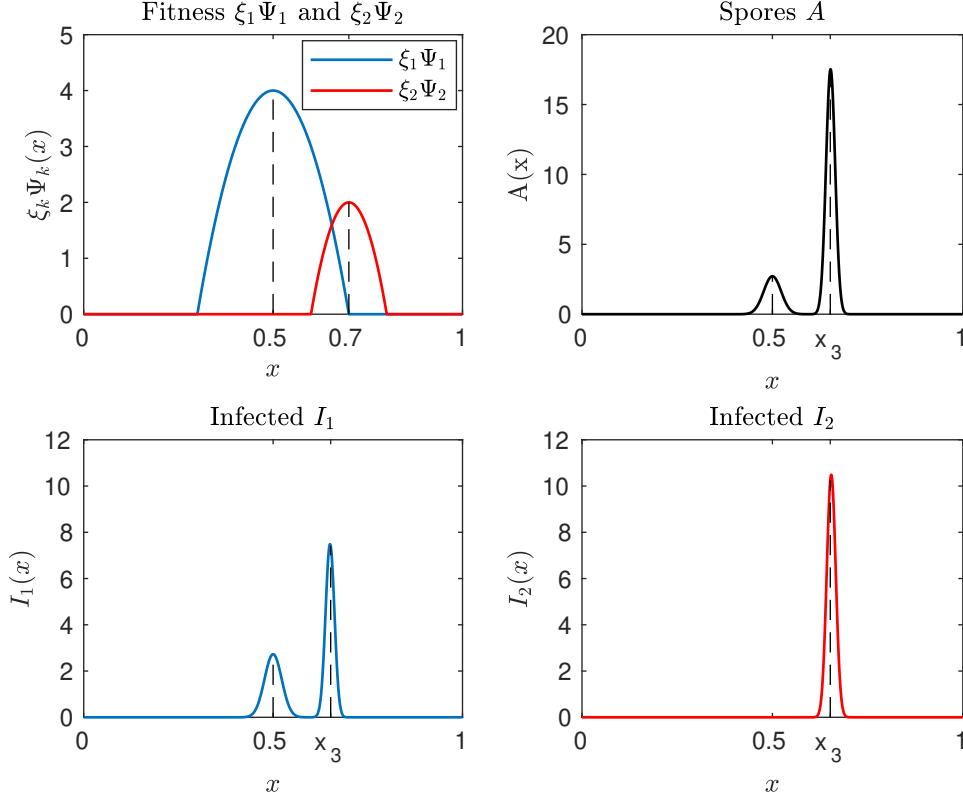 Fitness ξ₁Ψ₁ and ξ₂Ψ₂
5
4
3
2
1
0
ξₖΨₖ(x)
ξ₁Ψ₁
ξ₂Ψ₂
0
0.5
0.7
1
x
Spores A
20
15
10
5
0
A(x)
0
0.5
x₃
1
x
Infected I₁
12
10
8
6
4
2
0
I₁(x)
0
0.5
x₃
1
x
Infected I₂
12
10
8
6
4
2
0
I₂(x)
0
0.5
x₃
1
x